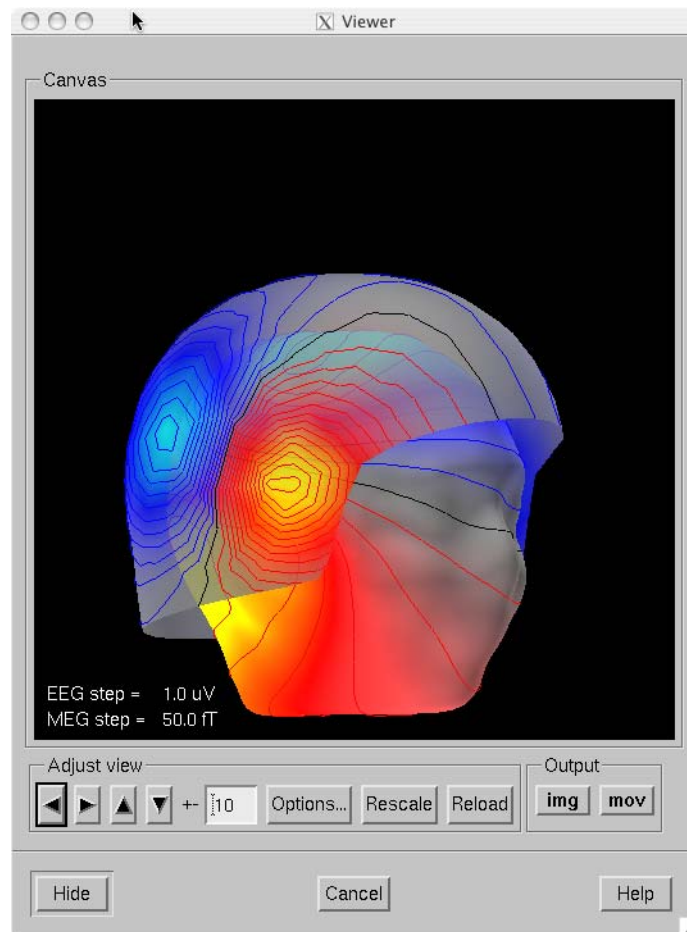 X Viewer
Canvas
EEG step = 1.0 uV
MEG step = 50.0 fT
Adjust view
+- 10 Options... Rescale Reload
Output
img mov
Hide Cancel Help